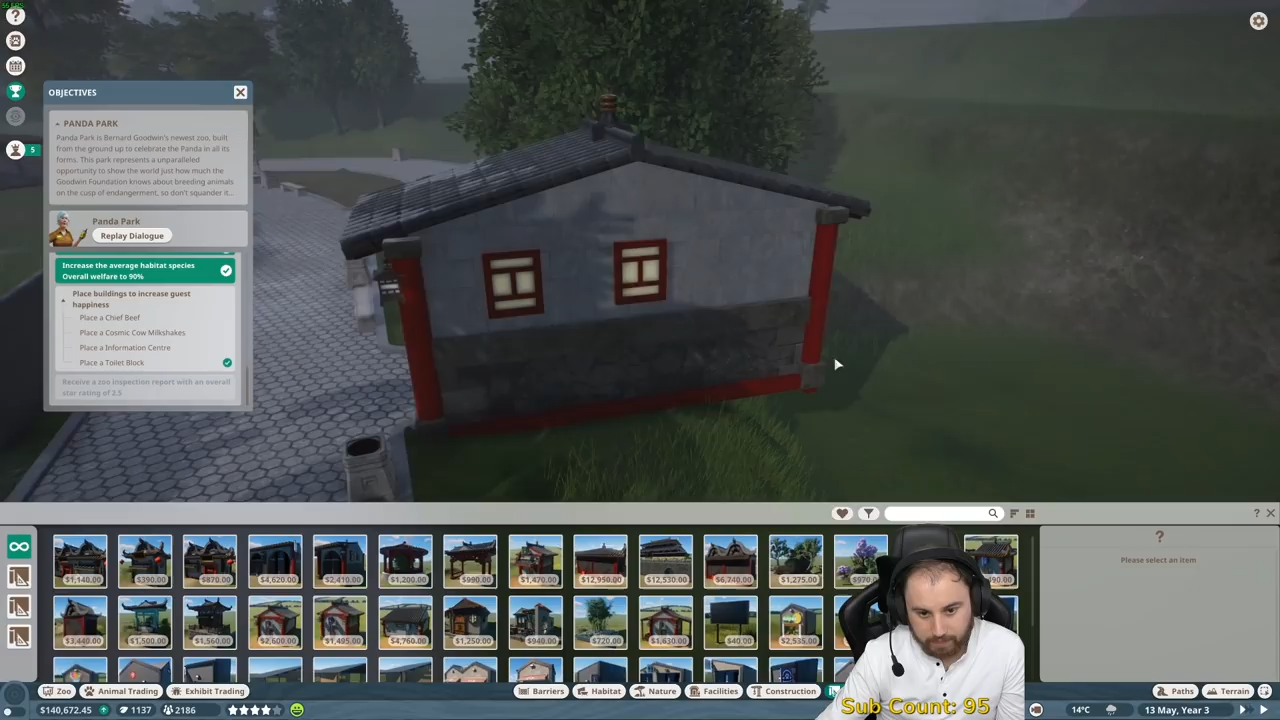 55 FPS
OBJECTIVES
PANDA PARK
Panda Park is Bernard Goodwin's newest zoo, built
from the ground up to celebrate the Panda in all its
forms. This park represents a unparalleled
opportunity to show the world just how much the
Goodwin Foundation knows about breeding animals
on the cusp of endangerment, so don't squander it...
5
Panda Park
Replay Dialogue
Increase the average habitat species
Overall welfare to 90%
Place buildings to increase guest
happiness
Place a Chief Beef
Place a Cosmic Cow Milkshakes
Place a Information Centre
Place a Toilet Block
Receive a zoo inspection report with an overall
star rating of 2.5
?
?
Please select an item
$1,140.00 $390.00 $870.00 $4,620.00 $2,410.00 $1,200.00 $980.00 $1,470.00 $12,950.00 $12,530.00 $6,740.00 $1,275.00
$3,440.00 $1,500.00 $1,560.00 $2,600.00 $1,495.00 $4,760.00 $1,250.00 $940.00 $720.00 $1,630.00 $40.00 $2,535.00
Zoo Animal Trading Exhibit Trading Barriers Habitat Nature Facilities Construction Paths Terrain
Sub Count: 95
$140,672.45 1137 2186 14°C 13 May, Year 3